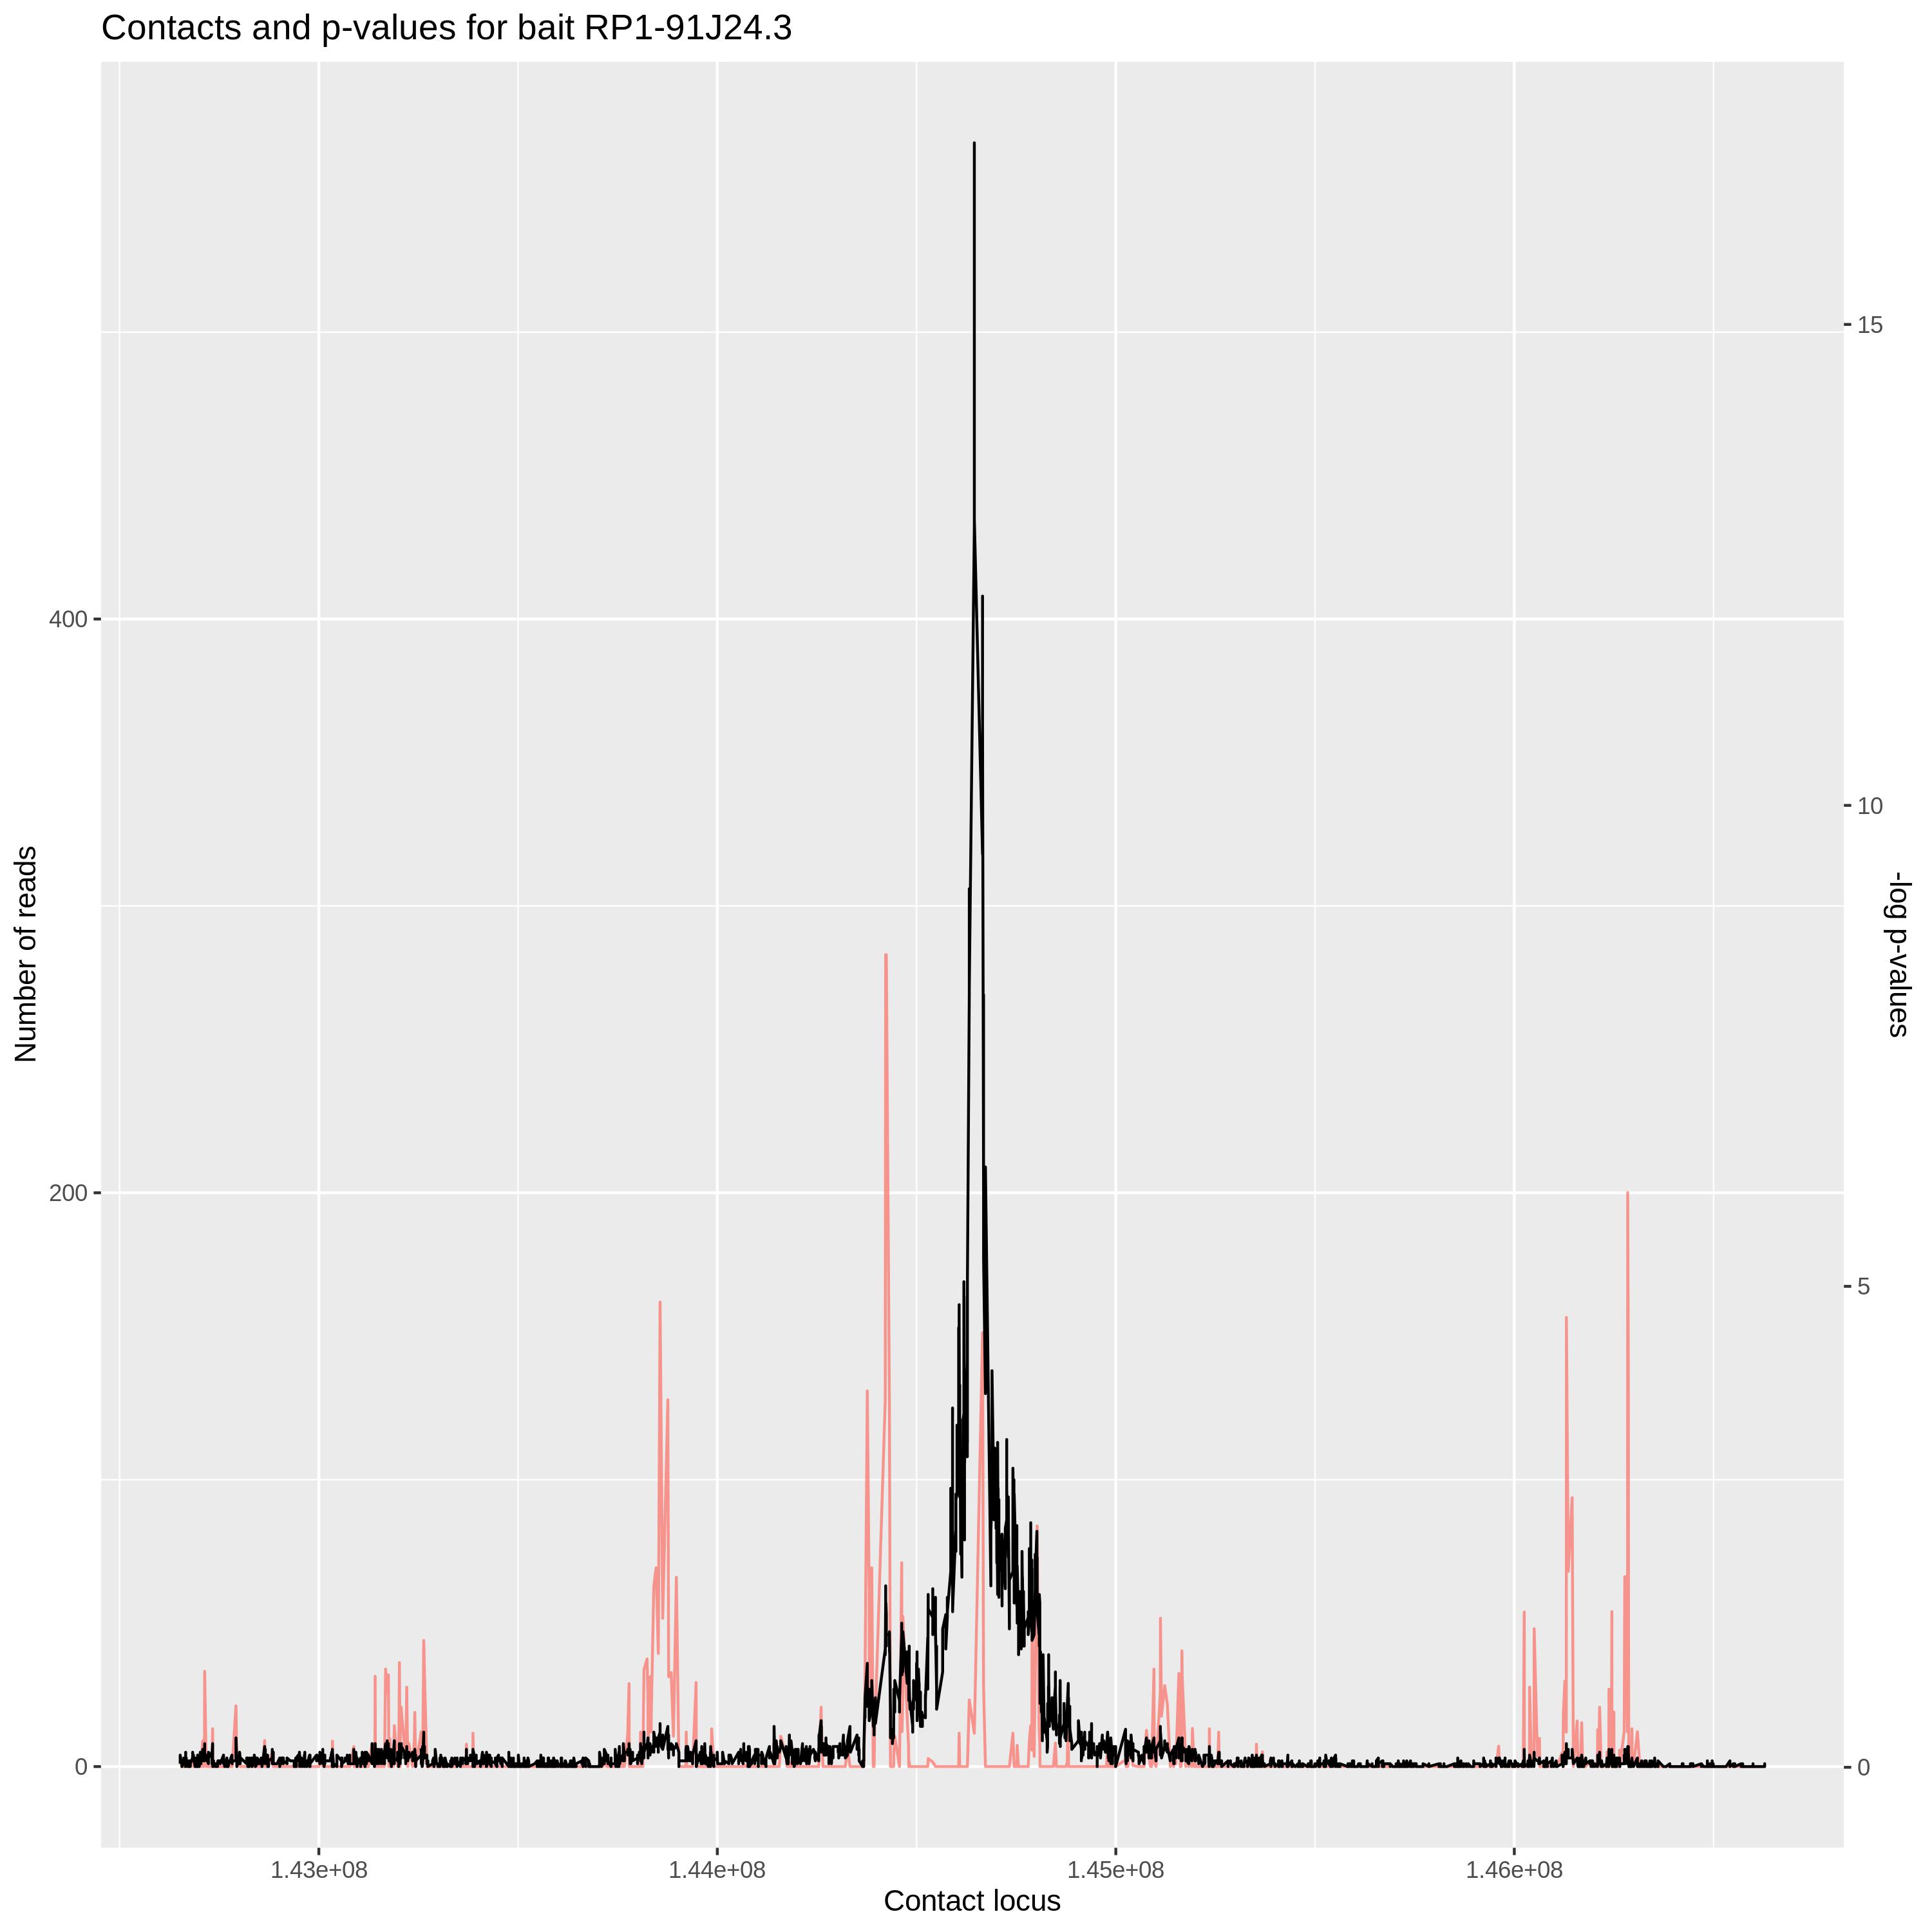 Contacts and p-values for bait RP1-91J24.3
Number of reads
400
200
0
15
10
5
0
-log p-values
1.43e+08
1.44e+08
1.45e+08
1.46e+08
Contact locus